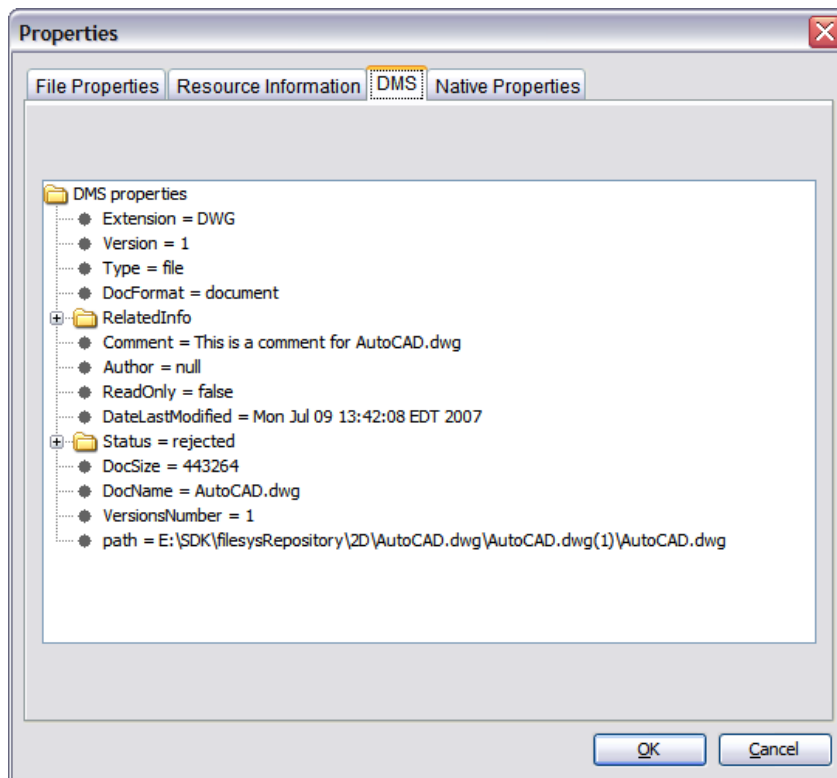 Properties
File Properties Resource Information DMS Native Properties
DMS properties
Extension = DWG
Version = 1
Type = file
DocFormat = document
RelatedInfo
Comment = This is a comment for AutoCAD.dwg
Author = null
ReadOnly = false
DateLastModified = Mon Jul 09 13:42:08 EDT 2007
Status = rejected
DocSize = 443264
DocName = AutoCAD.dwg
VersionsNumber = 1
path = E:\SDK\filesysRepository\2D\AutoCAD.dwg\AutoCAD.dwg(1)\AutoCAD.dwg
OK Cancel